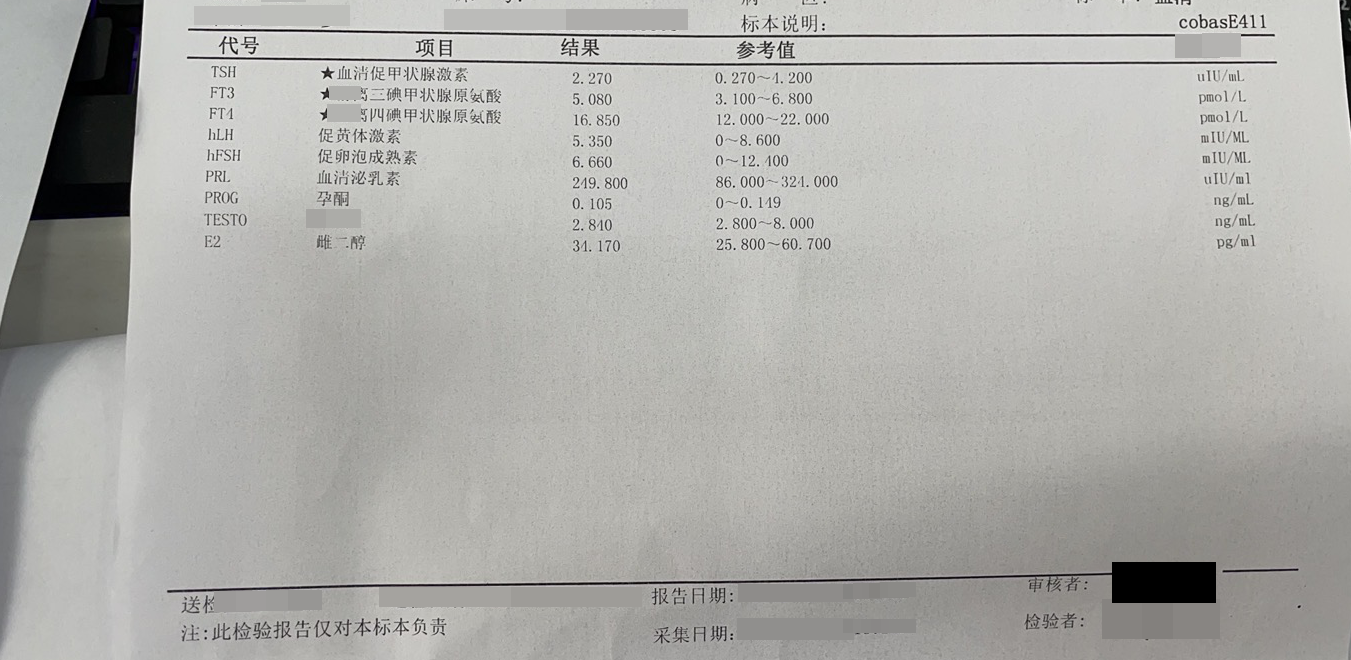 标本说明: cobasE411
代号 项目 结果 参考值
TSH ★血清促甲状腺激素 2.270 0.270~4.200 uIU/mL
FT3 ★离三碘甲状腺原氨酸 5.080 3.100~6.800 pmol/L
FT4 ★离四碘甲状腺原氨酸 16.850 12.000~22.000 pmol/L
hLH 促黄体激素 5.350 0~8.600 mIU/ML
hFSH 促卵泡成熟素 6.660 0~12.400 mIU/ML
PRL 血清泌乳素 249.800 86.000~324.000 uIU/ml
PROG 孕酮 0.105 0~0.149 ng/mL
TESTO 2.840 2.800~8.000 ng/mL
E2 雌二醇 34.170 25.800~60.700 pg/ml
送检 报告日期: 审核者:
注:此检验报告仅对本标本负责 采集日期: 检验者: